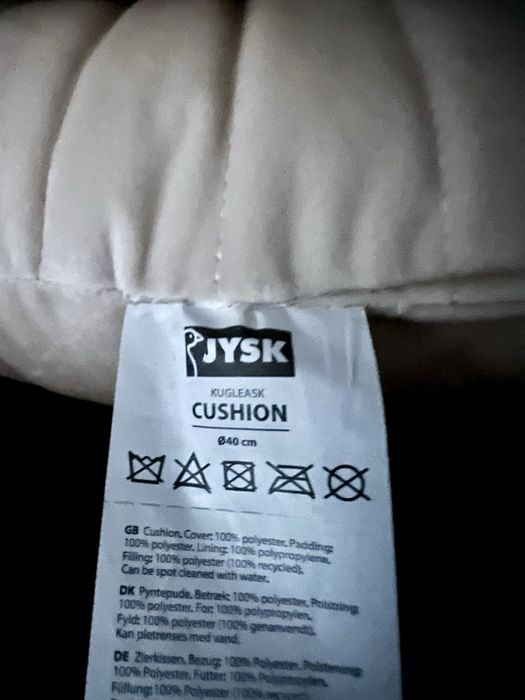 JYSK
KUGLEASK
CUSHION
Ø40 cm
GB Cushion, Cover: 100% polyester, Padding:
100% polyester, Lining: 100% polypropylene,
Filling: 100% polyester (100% recycled).
Can be spot cleaned with water.
DK Pyntepude, Betræk: 100% polyester, Polstring:
100% polyester, For: 100% polypropylen,
Fyld: 100% polyester (100% genanvendt).
Kan pletrenses med vand.
DE Zierkissen, Bezug: 100% Polyester, Polsterung:
100% Polyester, Futter: 100% Polypropylen,
Füllung: 100% Polyester (100%